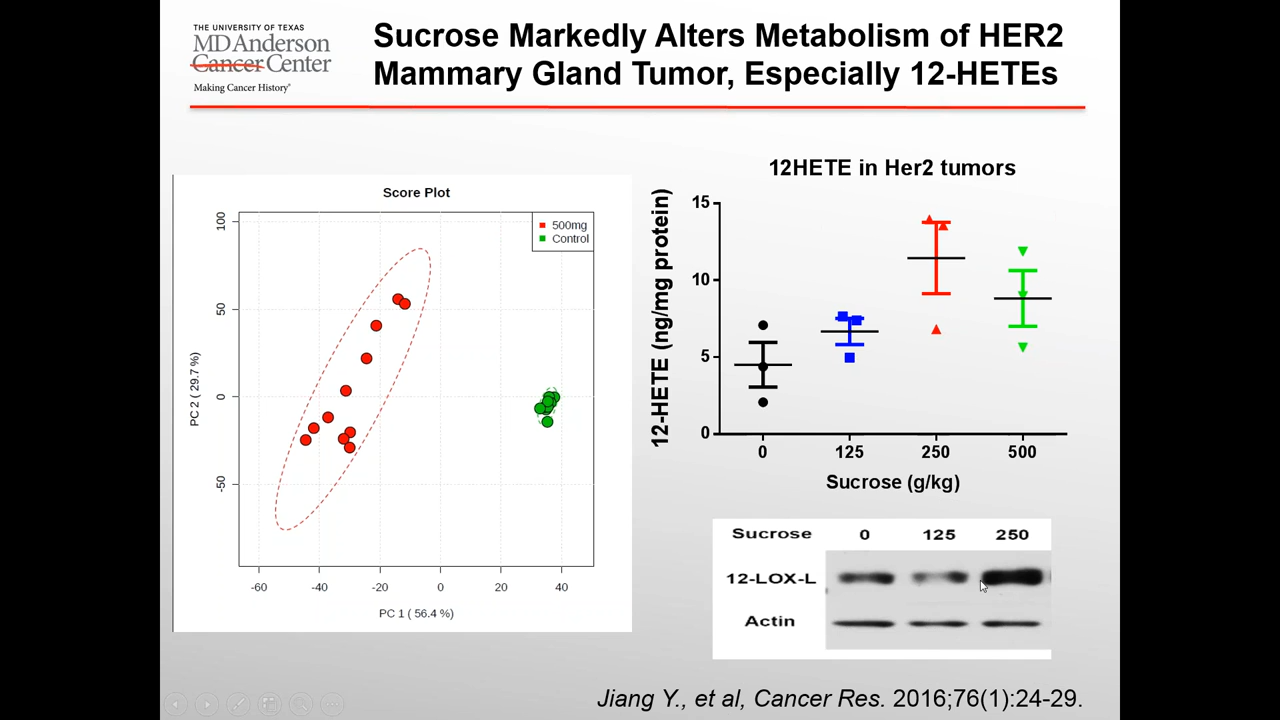 THE UNIVERSITY OF TEXAS
MD Anderson
Cancer Center
Making Cancer History®
Sucrose Markedly Alters Metabolism of HER2
Mammary Gland Tumor, Especially 12-HETEs
Score Plot
500mg
Control
PC 2 ( 29.7 %)
100
50
0
-50
-60 -40 -20 0 20 40
PC 1 ( 56.4 %)
12HETE in Her2 tumors
12-HETE (ng/mg protein)
15
10
5
0
0 125 250 500
Sucrose (g/kg)
Sucrose 0 125 250
12-LOX-L
Actin
Jiang Y., et al, Cancer Res. 2016;76(1):24-29.